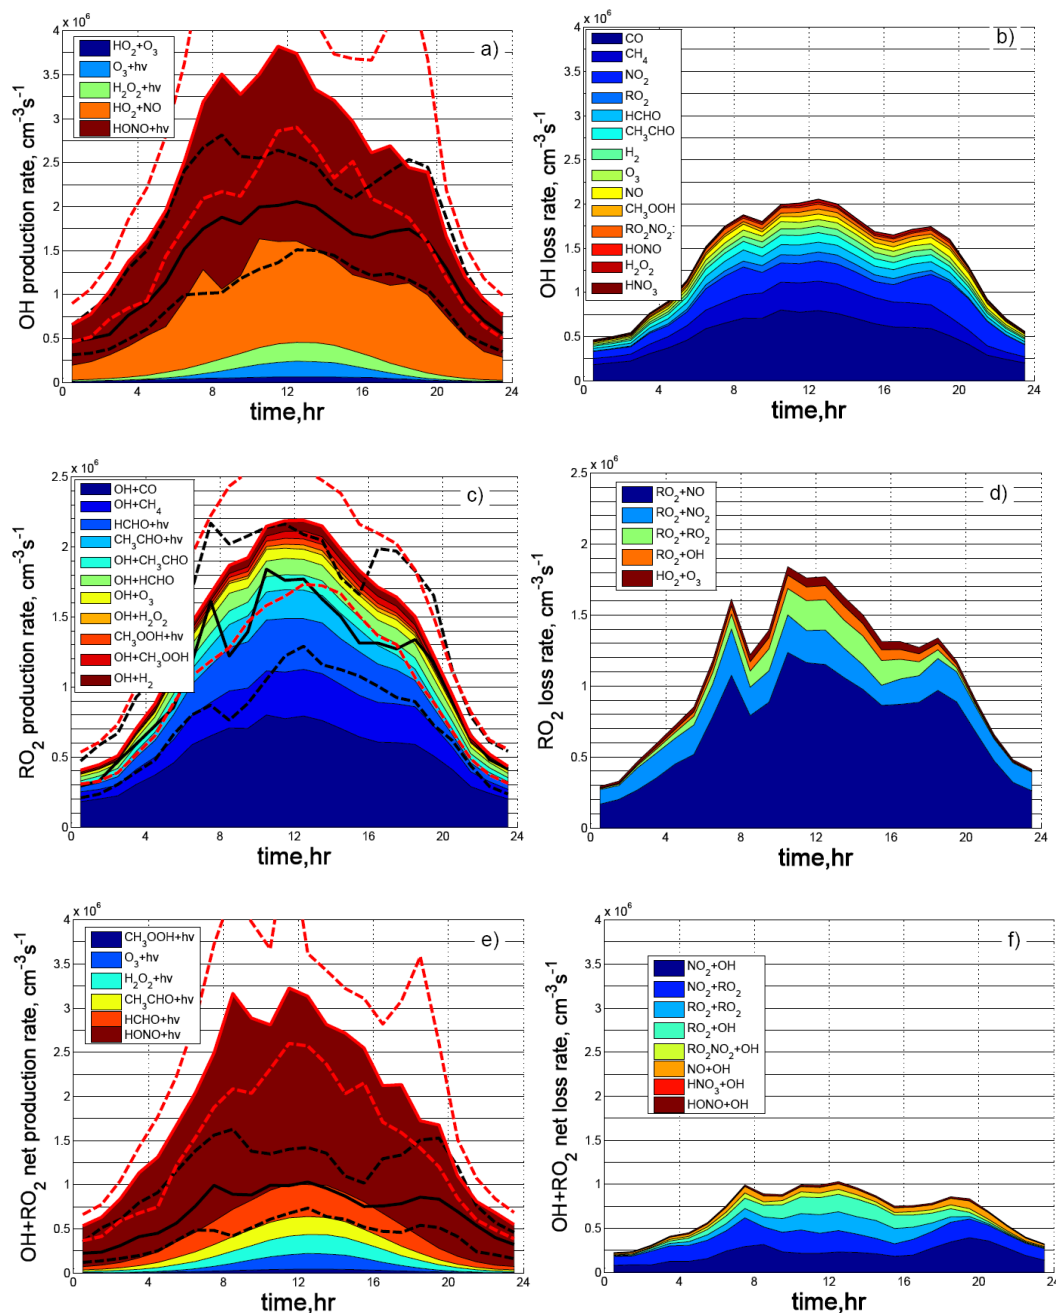 x 10⁶
a)
4
3.5
3
2.5
2
1.5
1
0.5
0
OH production rate, cm⁻³s⁻¹
HO₂+O₃
O₃+hv
H₂O₂+hv
HO₂+NO
HONO+hv
0 4 8 12 16 20 24
time,hr
x 10⁶
b)
4
3.5
3
2.5
2
1.5
1
0.5
0
OH loss rate, cm⁻³s⁻¹
CO
CH₄
NO₂
RO₂
HCHO
CH₃CHO
H₂
O₃
NO
CH₃OOH
RO₂NO₂
HONO
H₂O₂
HNO₃
0 4 8 12 16 20 24
time,hr
x 10⁶
c)
2.5
2
1.5
1
0.5
0
RO₂ production rate, cm⁻³s⁻¹
OH+CO
OH+CH₄
HCHO+hv
CH₃CHO+hv
OH+CH₃CHO
OH+HCHO
OH+O₃
OH+H₂O₂
CH₃OOH+hv
OH+CH₃OOH
OH+H₂
0 4 8 12 16 20 24
time,hr
x 10⁶
d)
2.5
2
1.5
1
0.5
0
RO₂ loss rate, cm⁻³s⁻¹
RO₂+NO
RO₂+NO₂
RO₂+RO₂
RO₂+OH
HO₂+O₃
0 4 8 12 16 20 24
time,hr
x 10⁶
e)
4
3.5
3
2.5
2
1.5
1
0.5
0
OH+RO₂ net production rate, cm⁻³s⁻¹
CH₃OOH+hv
O₃+hv
H₂O₂+hv
CH₃CHO+hv
HCHO+hv
HONO+hv
0 4 8 12 16 20 24
time,hr
x 10⁶
f)
4
3.5
3
2.5
2
1.5
1
0.5
0
OH+RO₂ net loss rate, cm⁻³s⁻¹
NO₂+OH
NO₂+RO₂
RO₂+RO₂
RO₂+OH
RO₂NO₂+OH
NO+OH
HNO₃+OH
HONO+OH
0 4 8 12 16 20 24
time,hr